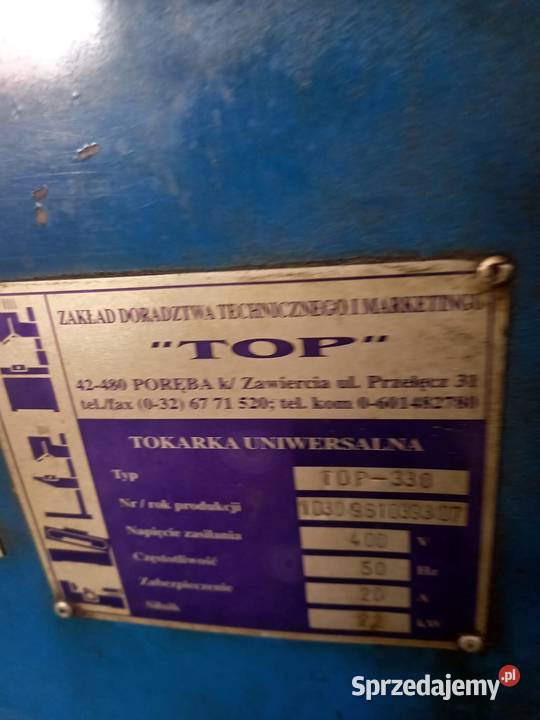 ZAKŁAD DORADZTWA TECHNICZNEGO I MARKETINGU
"TOP"
42-480 PORĘBA k/ Zawiercia ul. Przełęcz 31
tel./fax (0-32) 67 71 520; tel. kom 0-601482780
TOKARKA UNIWERSALNA
Typ TOP-330
Nr / rok produkcji
Napięcie zasilania 400 V
Częstotliwość 50 Hz
Zabezpieczenie 20 A
Silnik kW
Sprzedajemy.pl